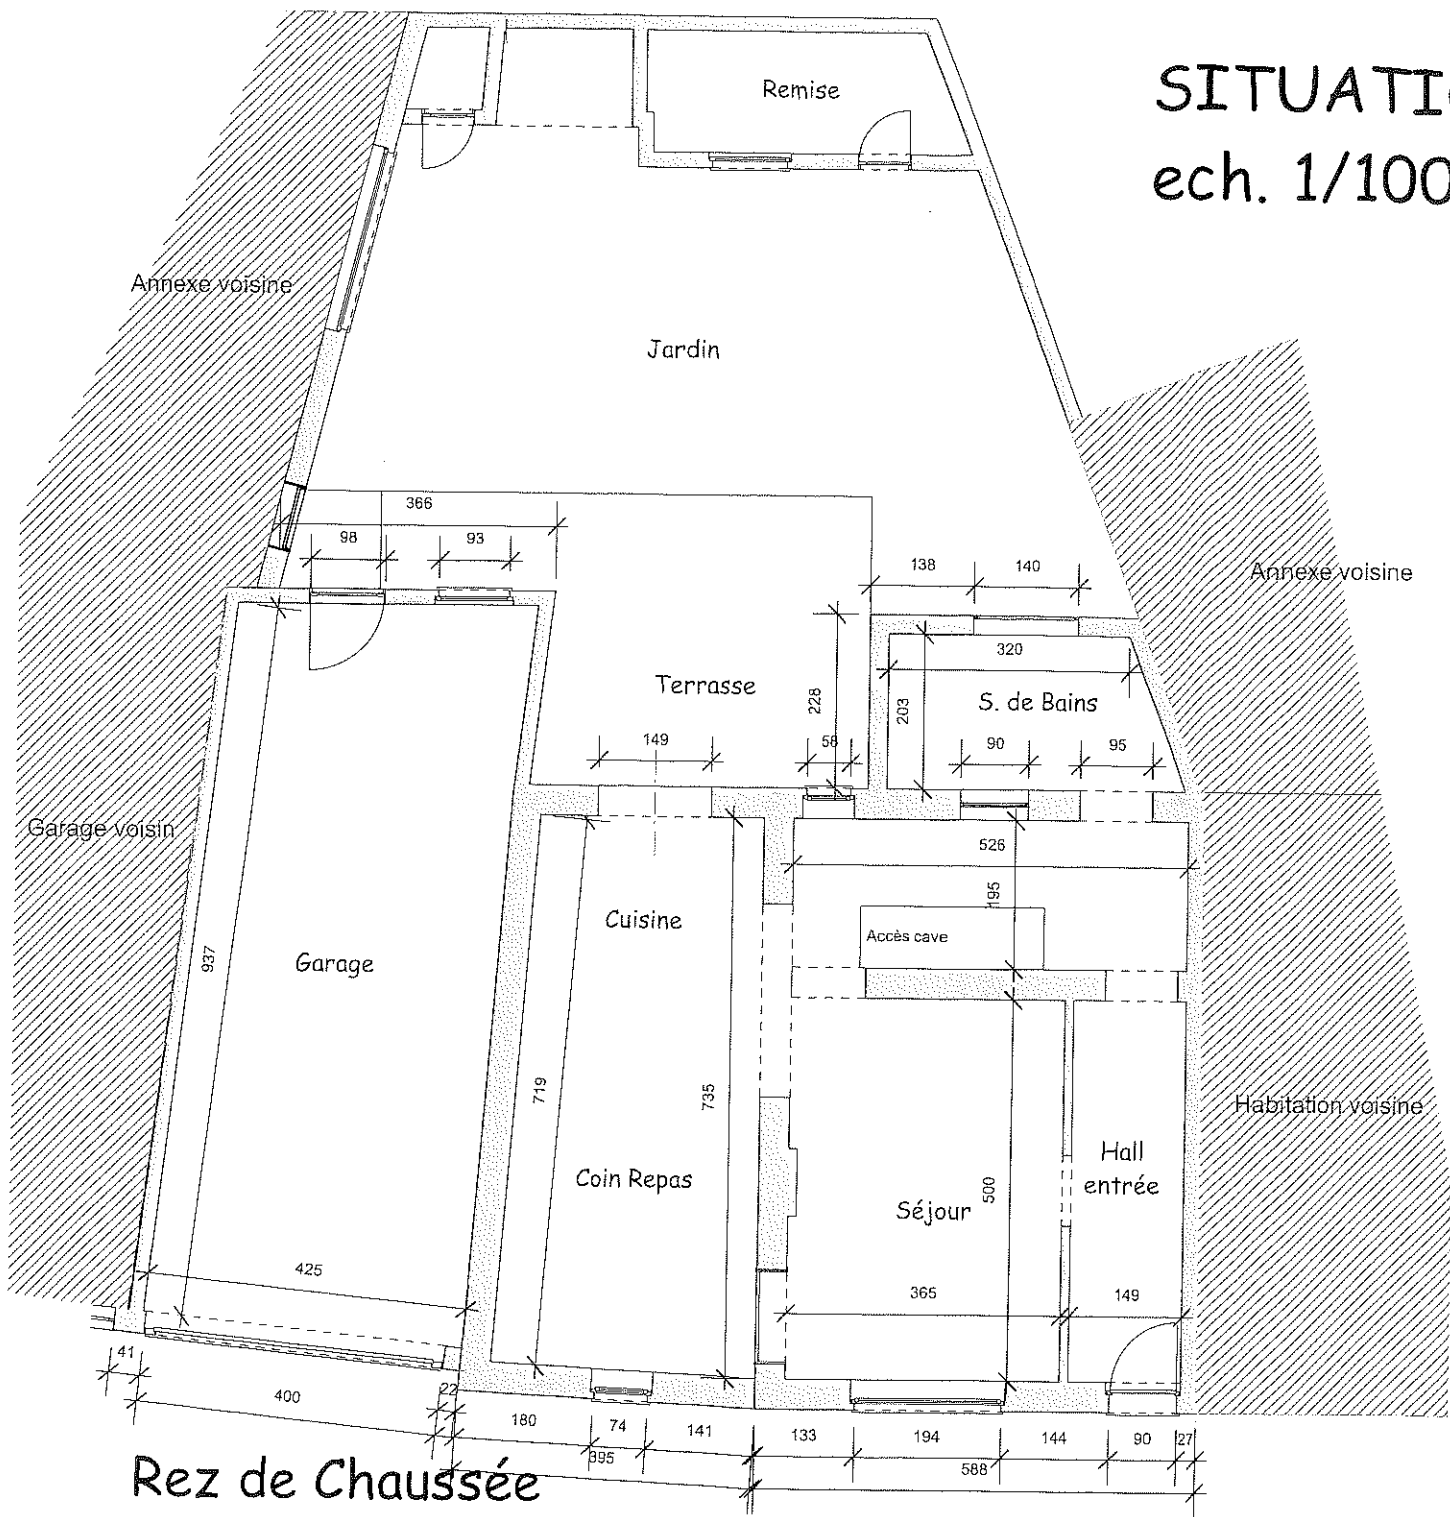 SITUATI
ech. 1/100
Remise
Annexe voisine
Jardin
366
98
93
138
140
Annexe voisine
320
Terrasse
228
203
S. de Bains
149
58
90
95
Garage voisin
526
195
Cuisine
Accès cave
937
Garage
719
735
Habitation voisine
Hall
entrée
Coin Repas
Séjour
500
425
365
149
41
400
22
180
74
141
133
194
144
90
27
395
588
Rez de Chaussée